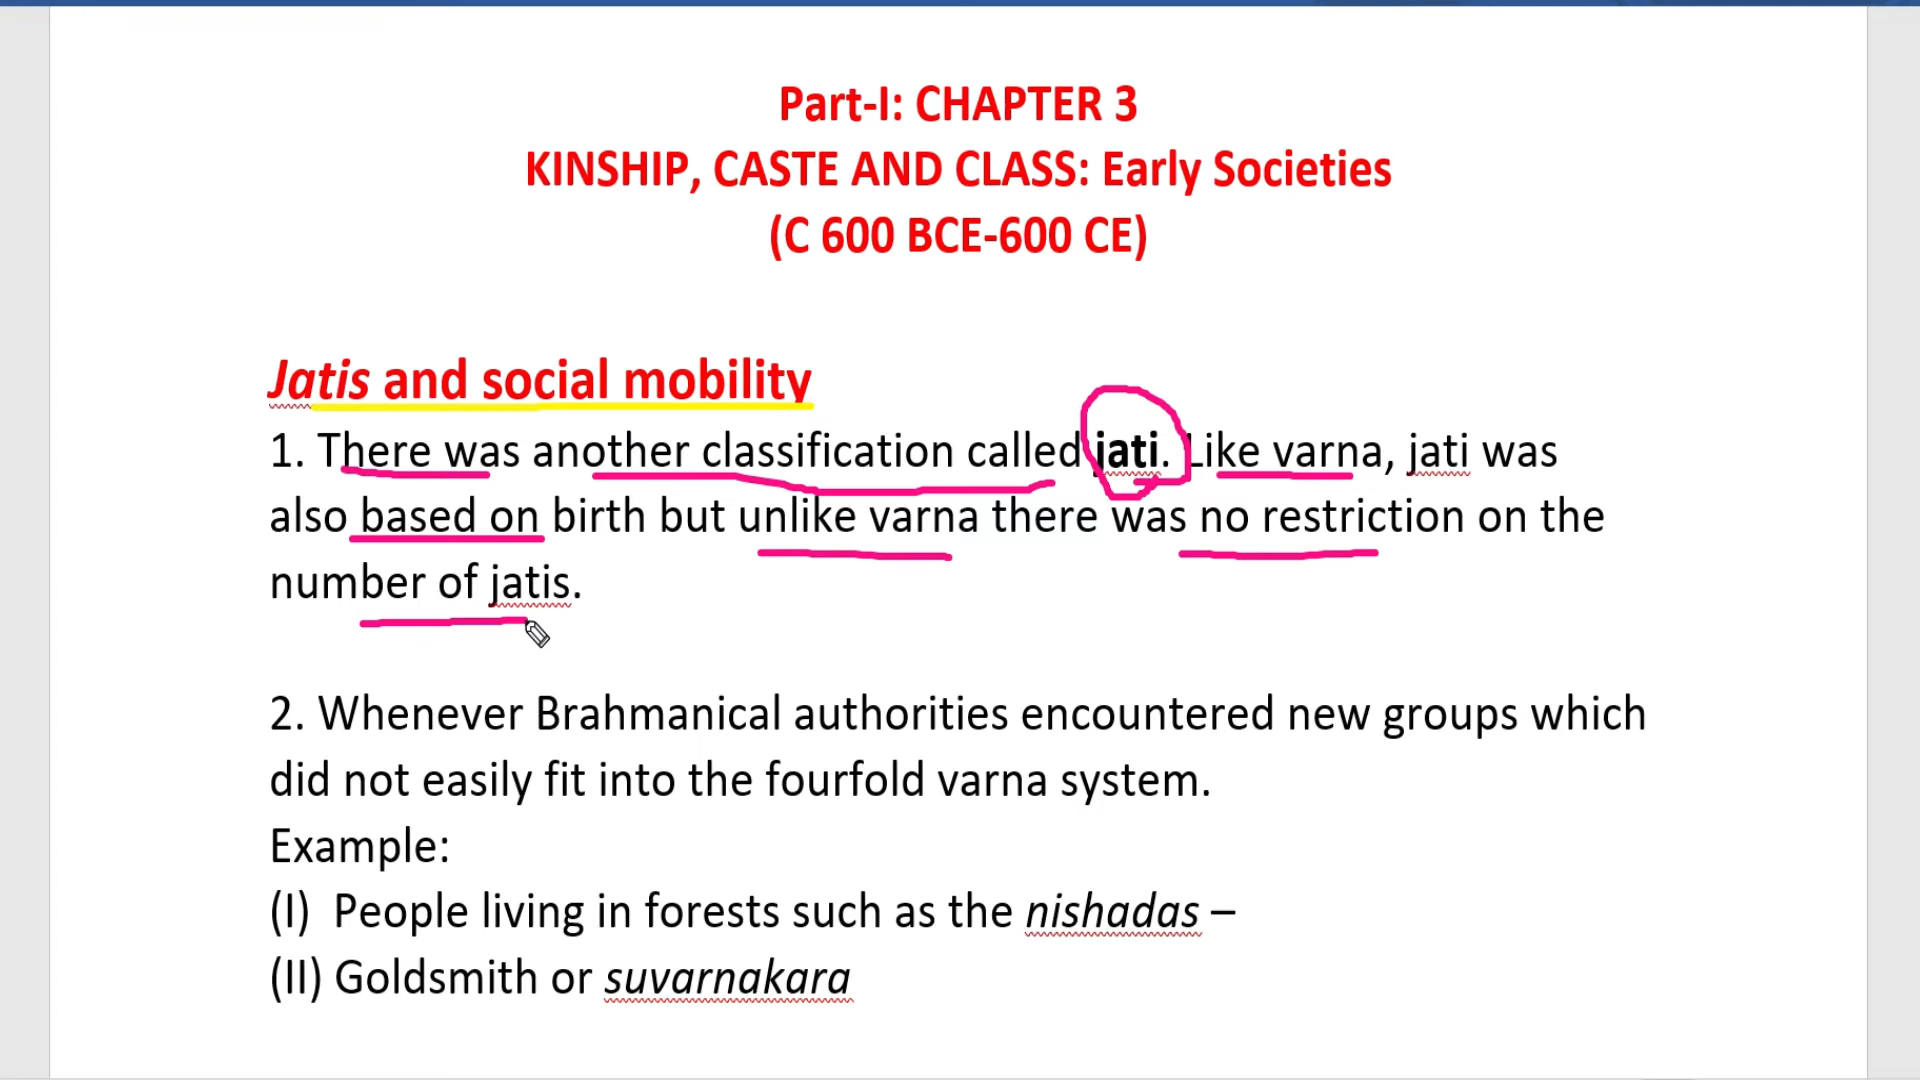 Part-I: CHAPTER 3
KINSHIP, CASTE AND CLASS: Early Societies
(C 600 BCE-600 CE)
Jatis and social mobility
1. There was another classification called jati. Like varna, jati was
also based on birth but unlike varna there was no restriction on the
number of jatis.
2. Whenever Brahmanical authorities encountered new groups which
did not easily fit into the fourfold varna system.
Example:
(I) People living in forests such as the nishadas –
(II) Goldsmith or suvarnakara